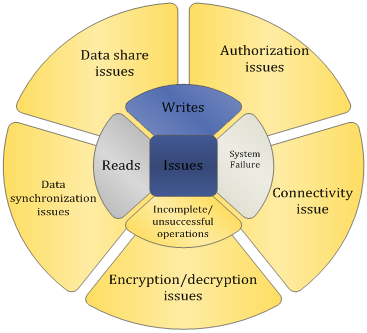 Data share
issues
Authorization
issues
Writes
Reads
Issues
System
Failure
Data
synchronization
issues
Incomplete/
unsuccessful
operations
Connectivity
issue
Encryption/decryption
issues